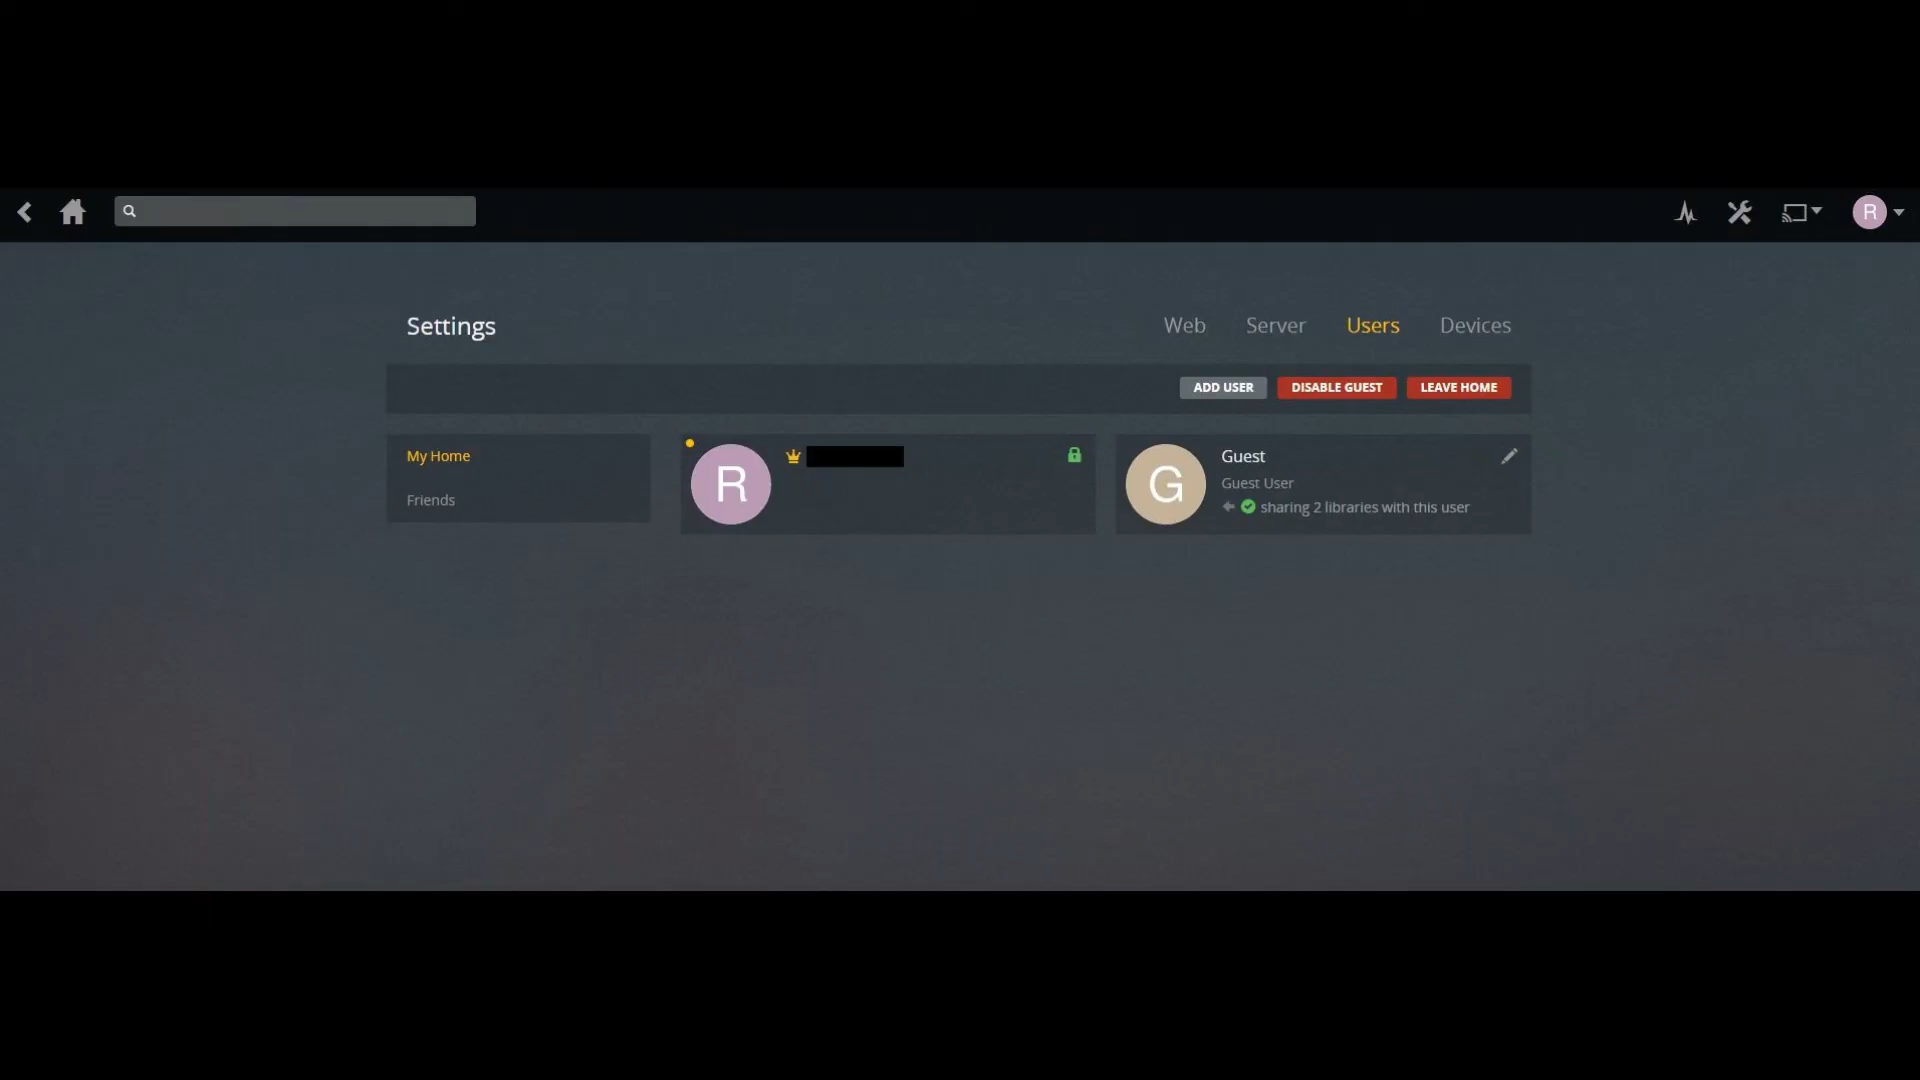 R
Settings
Web Server Users Devices
ADD USER DISABLE GUEST LEAVE HOME
My Home
Friends
R
G
Guest
Guest User
sharing 2 libraries with this user